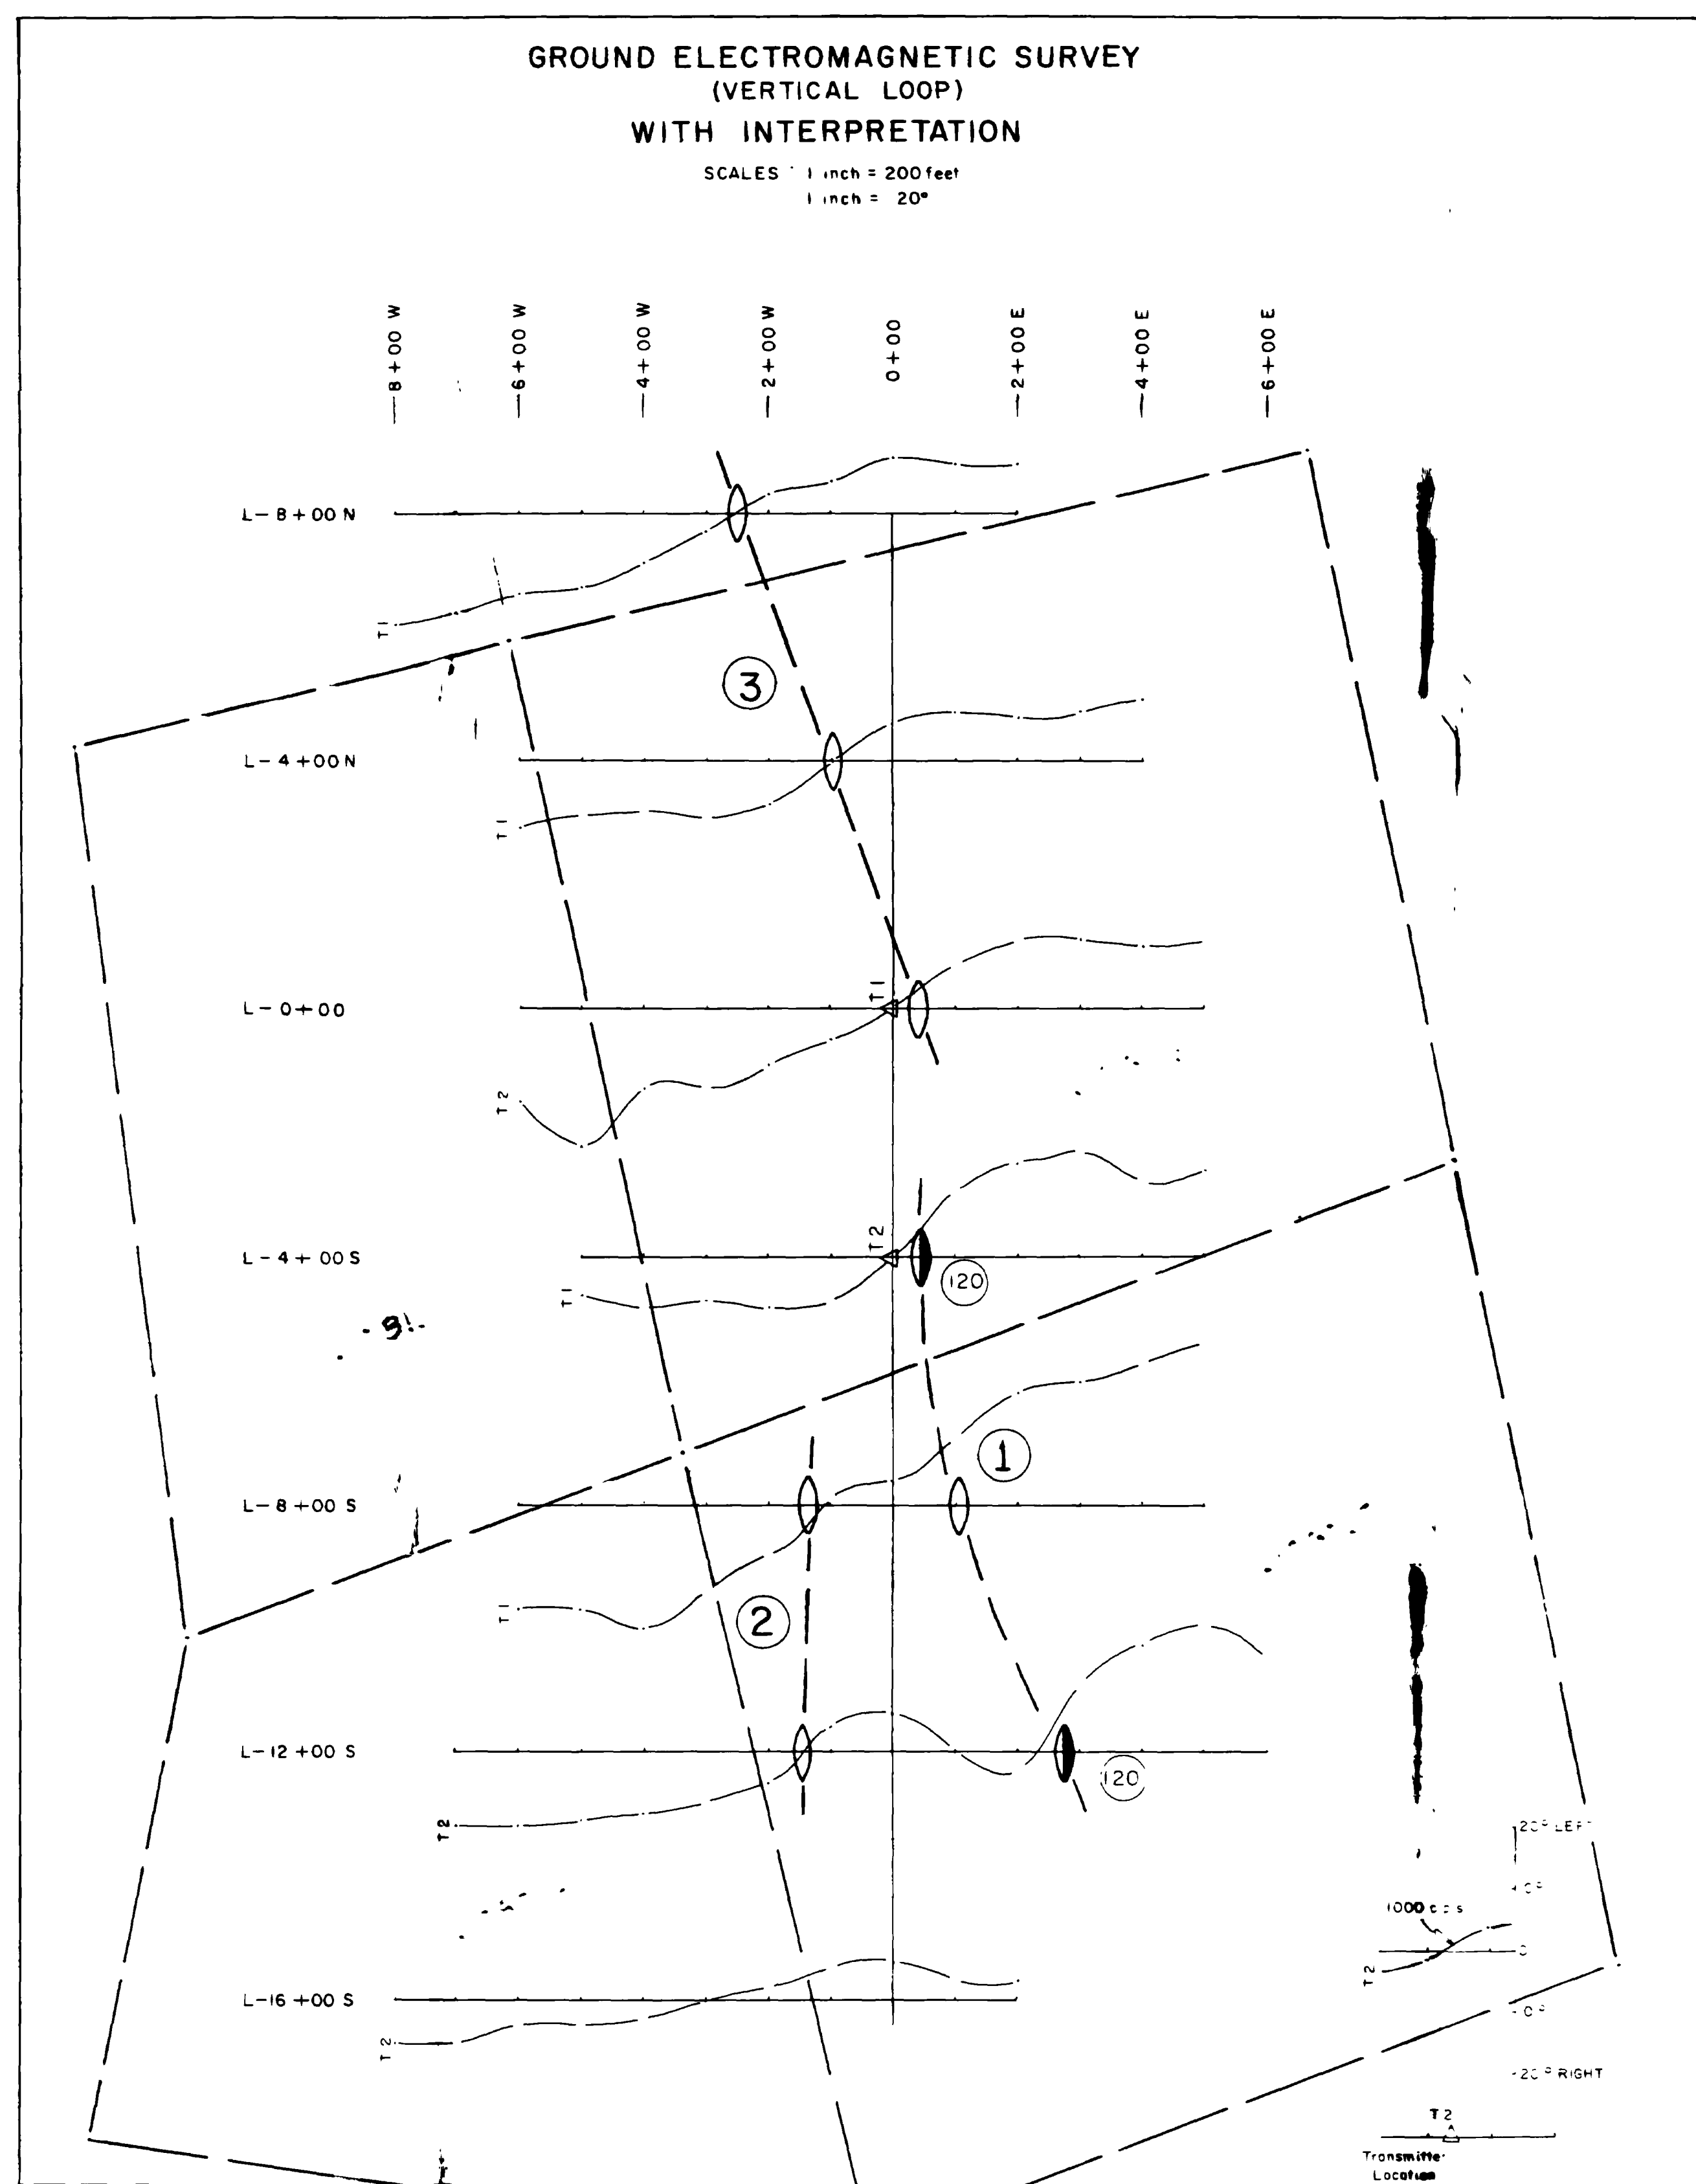 GROUND ELECTROMAGNETIC SURVEY
(VERTICAL LOOP)
WITH INTERPRETATION
SCALES 1 inch = 200 feet
1 inch = 20°
8+00 W
6+00 W
4+00 W
2+00 W
0+00
2+00 E
4+00 E
6+00 E
L-8+00 N
T1
3
L-4+00 N
T1
T1
L-0+00
T2
T2
L-4+00 S
120
T1
1
L-8+00 S
T1
2
L-12+00 S
120
T2
20° LEFT
1000 cps
0
T2
L-16+00 S
T2
20° RIGHT
T2
Transmitter
Location